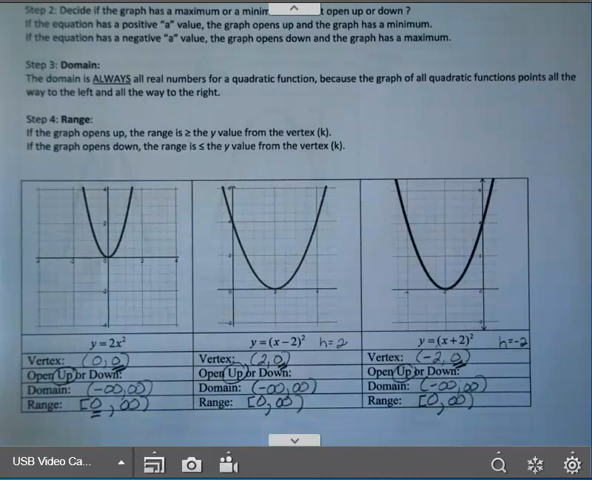 Step 2: Decide if the graph has a maximum or a open up or down ?
If the equation has a positive "a" value, the graph opens up and the graph has a minimum.
If the equation has a negative "a" value, the graph opens down and the graph has a maximum.
Step 3: Domain:
The domain is ALWAYS all real numbers for a quadratic function, because the graph of all quadratic functions points all the
way to the left and all the way to the right.
Step 4: Range:
If the graph opens up, the range is ≥ the y value from the vertex (k).
If the graph opens down, the range is ≤ the y value from the vertex (k).
y = 2x²
Vertex: (0,0)
Open Up or Down:
Domain: (-∞,∞)
Range: [0,∞)
y = (x − 2)² h=2
Vertex: (2,0)
Open Up or Down:
Domain: (-∞,∞)
Range: [0,∞)
y = (x + 2)² h=-2
Vertex: (-2,0)
Open Up or Down:
Domain: (-∞,∞)
Range: [0,∞)
USB Video Ca...